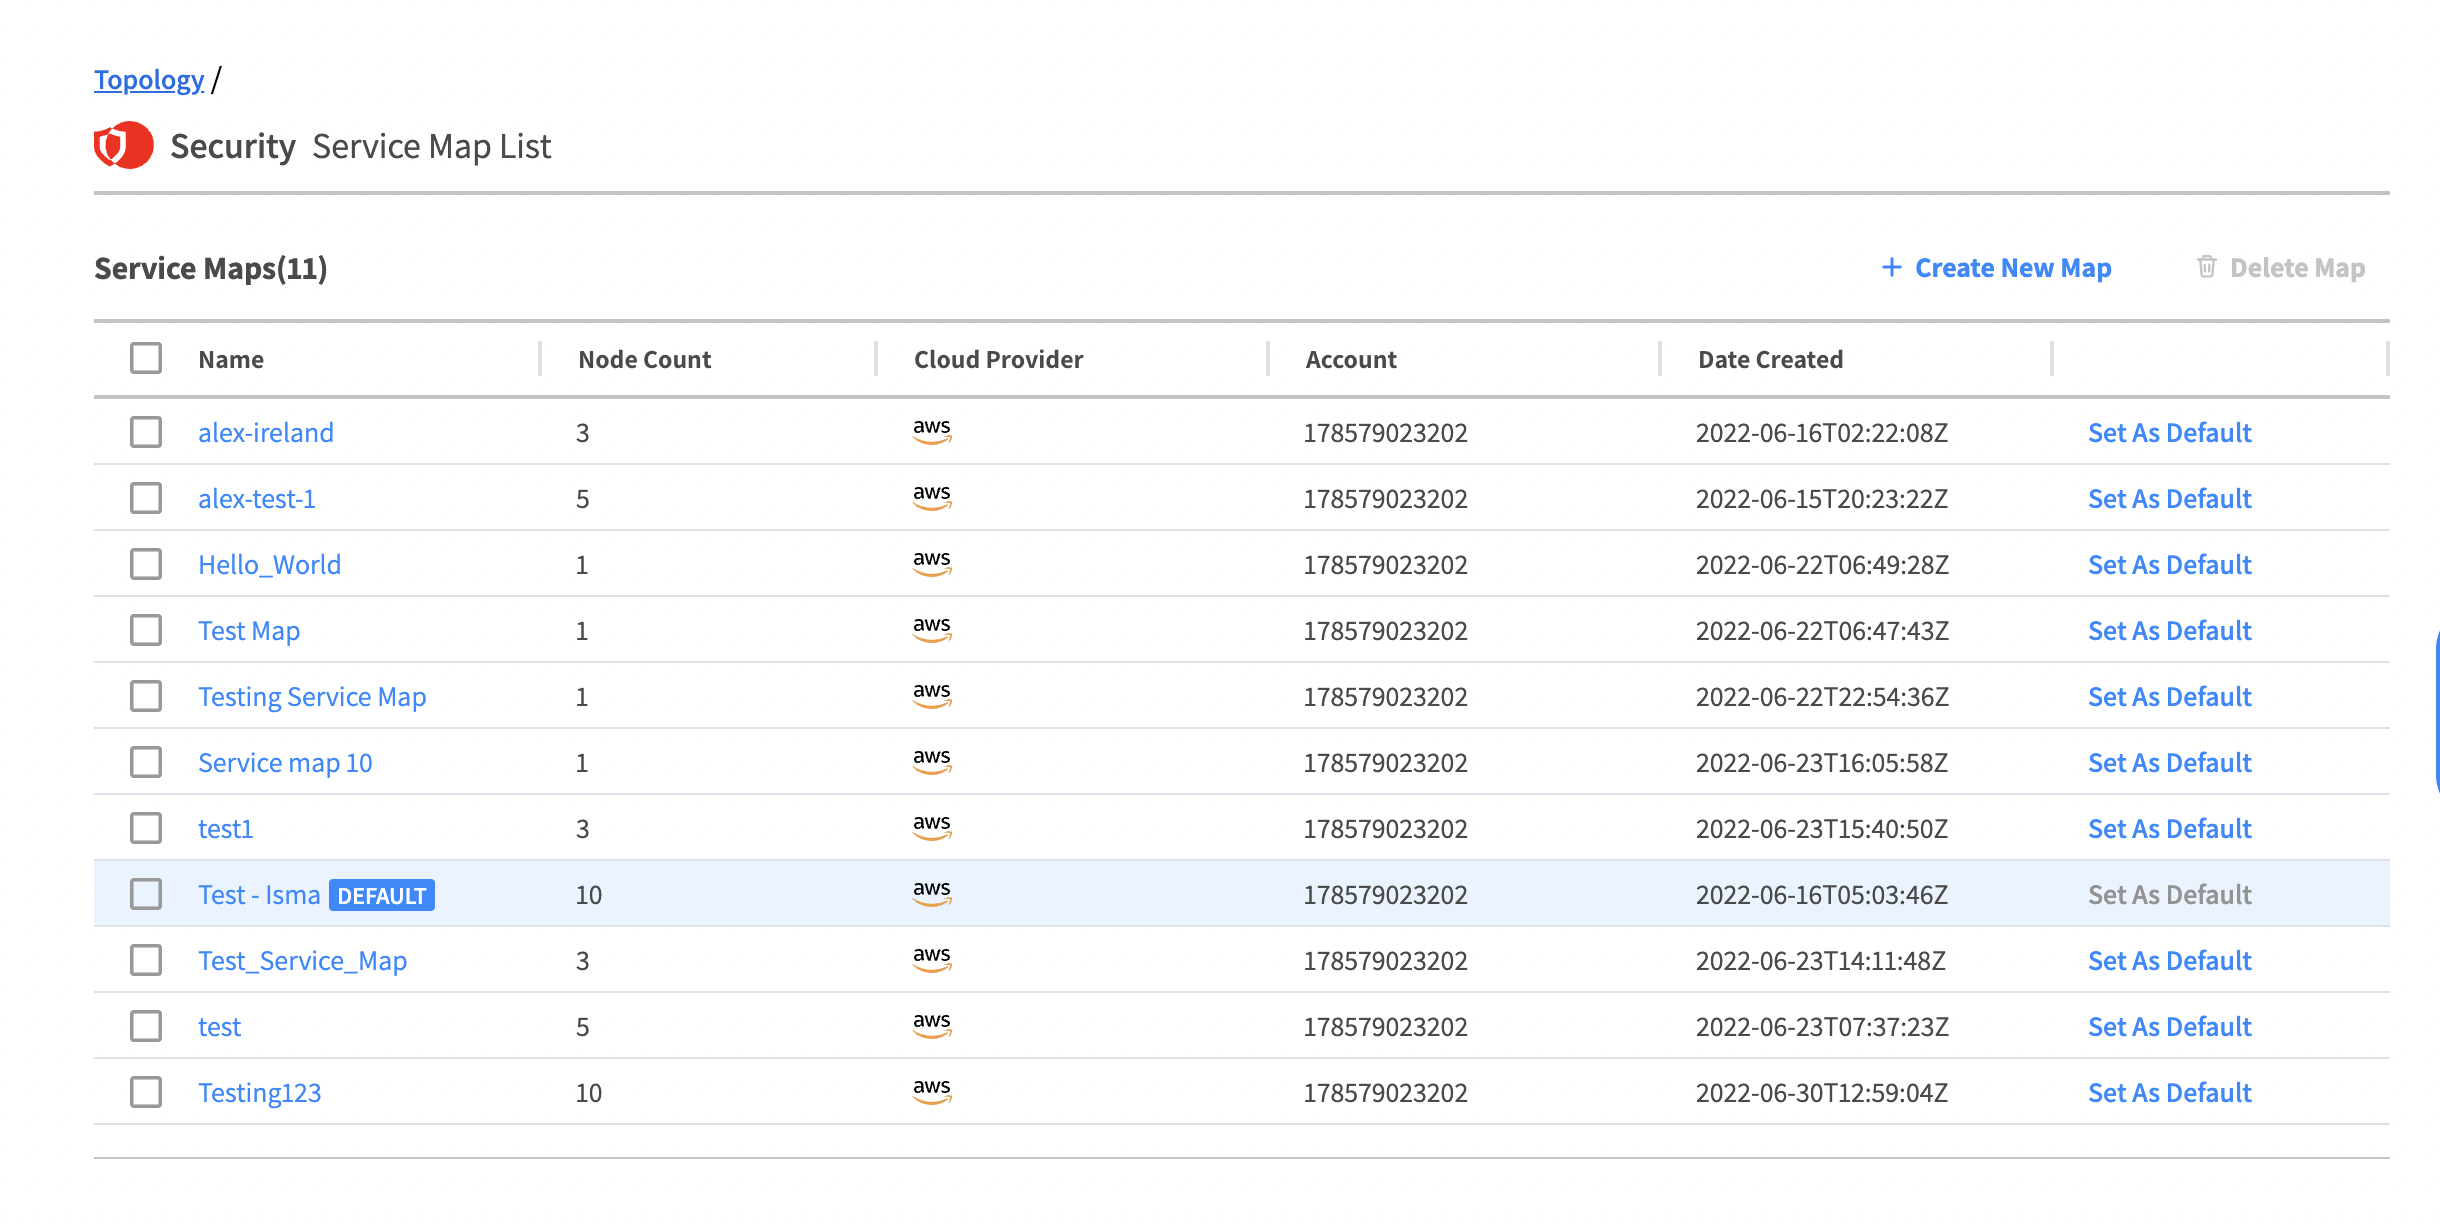 Topology /
Security Service Map List
Service Maps(11) + Create New Map Delete Map
Name Node Count Cloud Provider Account Date Created
alex-ireland 3 aws 178579023202 2022-06-16T02:22:08Z Set As Default
alex-test-1 5 aws 178579023202 2022-06-15T20:23:22Z Set As Default
Hello_World 1 aws 178579023202 2022-06-22T06:49:28Z Set As Default
Test Map 1 aws 178579023202 2022-06-22T06:47:43Z Set As Default
Testing Service Map 1 aws 178579023202 2022-06-22T22:54:36Z Set As Default
Service map 10 1 aws 178579023202 2022-06-23T16:05:58Z Set As Default
test1 3 aws 178579023202 2022-06-23T15:40:50Z Set As Default
Test - Isma DEFAULT 10 aws 178579023202 2022-06-16T05:03:46Z Set As Default
Test_Service_Map 3 aws 178579023202 2022-06-23T14:11:48Z Set As Default
test 5 aws 178579023202 2022-06-23T07:37:23Z Set As Default
Testing123 10 aws 178579023202 2022-06-30T12:59:04Z Set As Default